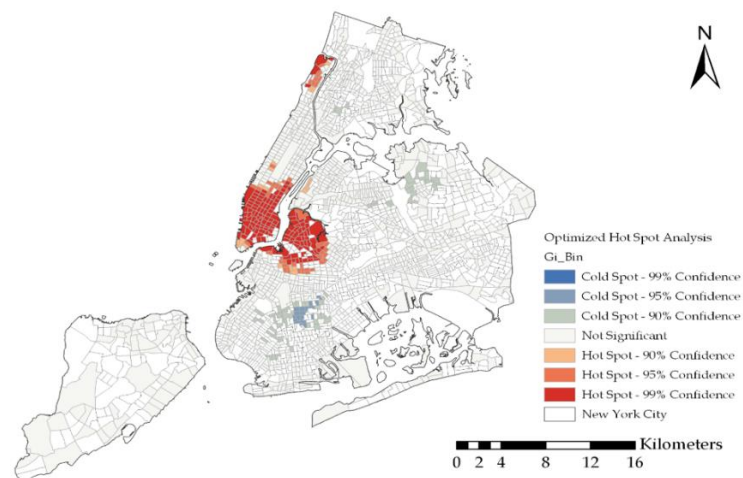 N
Optimized Hot Spot Analysis
Gi_Bin
Cold Spot - 99% Confidence
Cold Spot - 95% Confidence
Cold Spot - 90% Confidence
Not Significant
Hot Spot - 90% Confidence
Hot Spot - 95% Confidence
Hot Spot - 99% Confidence
New York City
Kilometers
0 1 2 4 8 12 16